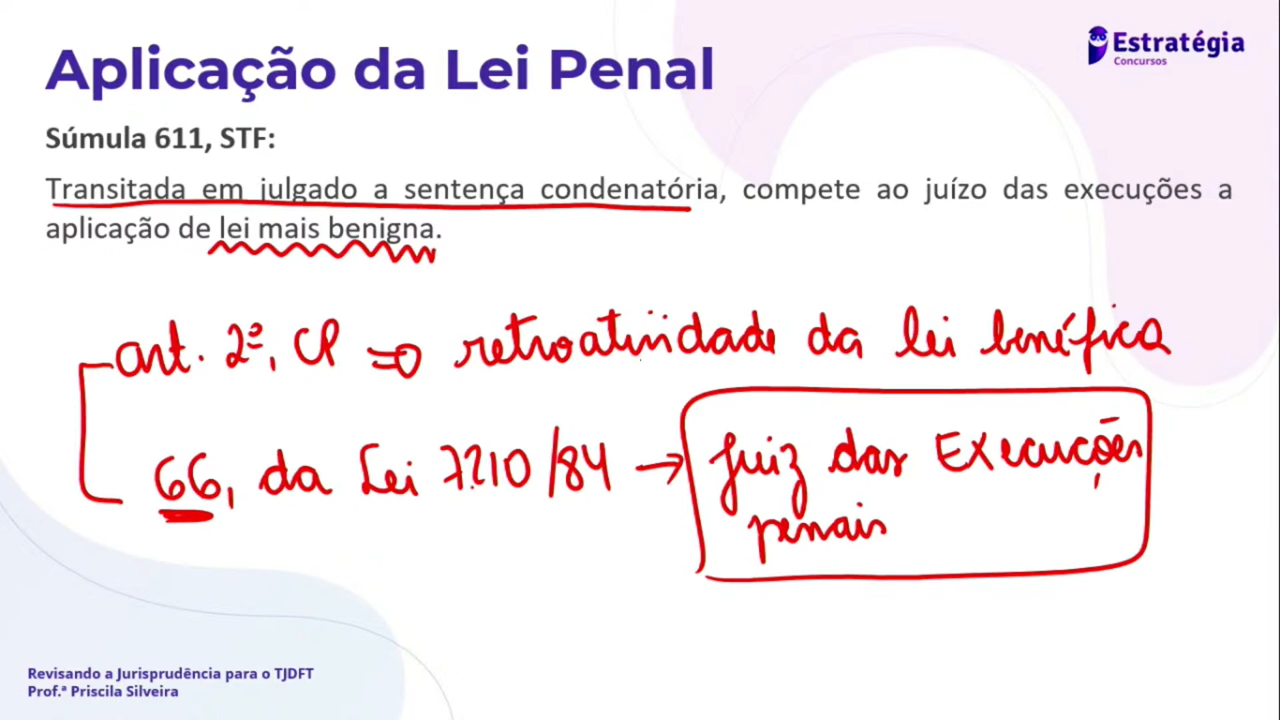 Aplicação da Lei Penal
Estratégia
Concursos
Súmula 611, STF:
Transitada em julgado a sentença condenatória, compete ao juízo das execuções a
aplicação de lei mais benigna.
art. 2º, CP => retroatividade da lei benéfica
66, da Lei 7.210/84 → Juiz das Execuções
penais
Revisando a Jurisprudência para o TJDFT
Prof.ª Priscila Silveira